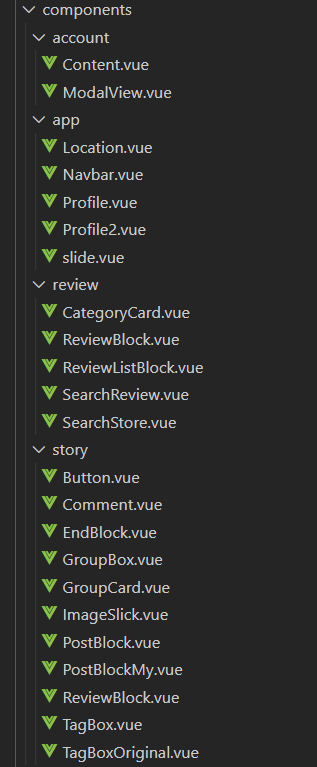 components
account
Content.vue
ModalView.vue
app
Location.vue
Navbar.vue
Profile.vue
Profile2.vue
slide.vue
review
CategoryCard.vue
ReviewBlock.vue
ReviewListBlock.vue
SearchReview.vue
SearchStore.vue
story
Button.vue
Comment.vue
EndBlock.vue
GroupBox.vue
GroupCard.vue
ImageSlick.vue
PostBlock.vue
PostBlockMy.vue
ReviewBlock.vue
TagBox.vue
TagBoxOriginal.vue